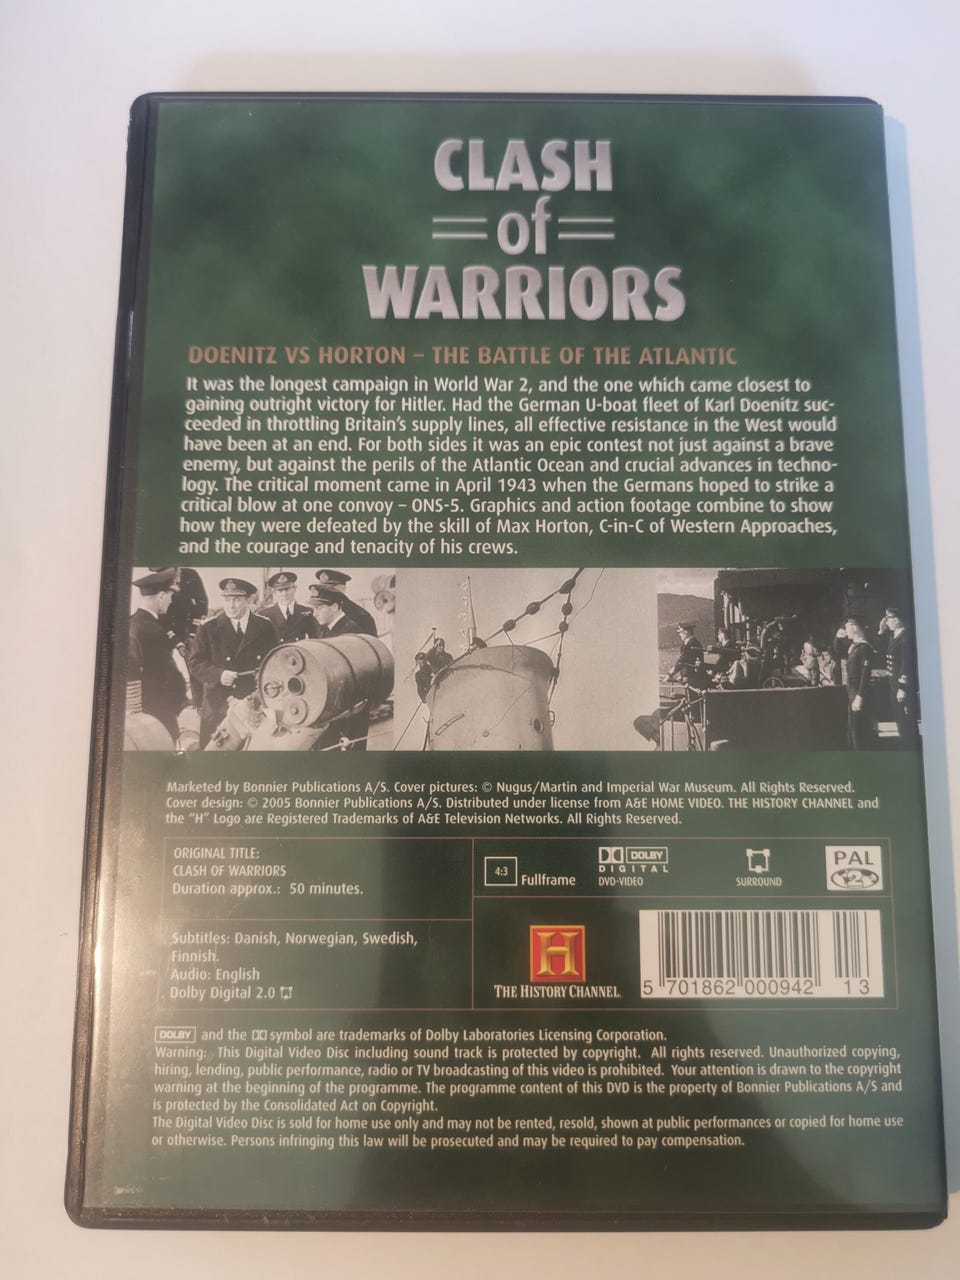 CLASH
of
WARRIORS
DOENITZ VS HORTON – THE BATTLE OF THE ATLANTIC
It was the longest campaign in World War 2, and the one which came closest to
gaining outright victory for Hitler. Had the German U-boat fleet of Karl Doenitz suc-
ceeded in throttling Britain's supply lines, all effective resistance in the West would
have been at an end. For both sides it was an epic contest not just against a brave
enemy, but against the perils of the Atlantic Ocean and crucial advances in techno-
logy. The critical moment came in April 1943 when the Germans hoped to strike a
critical blow at one convoy – ONS-5. Graphics and action footage combine to show
how they were defeated by the skill of Max Horton, C-in-C of Western Approaches,
and the courage and tenacity of his crews.
Marketed by Bonnier Publications A/S. Cover pictures: © Nugus/Martin and Imperial War Museum. All Rights Reserved.
Cover design: © 2005 Bonnier Publications A/S. Distributed under license from A&E HOME VIDEO. THE HISTORY CHANNEL and
the "H" Logo are Registered Trademarks of A&E Television Networks. All Rights Reserved.
ORIGINAL TITLE:
CLASH OF WARRIORS
Duration approx.: 50 minutes.
4:3 Fullframe
DOLBY
DIGITAL
DVD-VIDEO
SURROUND
PAL
2
Subtitles: Danish, Norwegian, Swedish,
Finnish.
Audio: English
Dolby Digital 2.0
H
THE HISTORY CHANNEL
5 701862 000942 13
DOLBY and the symbol are trademarks of Dolby Laboratories Licensing Corporation.
Warning: This Digital Video Disc including sound track is protected by copyright. All rights reserved. Unauthorized copying,
hiring, lending, public performance, radio or TV broadcasting of this video is prohibited. Your attention is drawn to the copyright
warning at the beginning of the programme. The programme content of this DVD is the property of Bonnier Publications A/S and
is protected by the Consolidated Act on Copyright.
The Digital Video Disc is sold for home use only and may not be rented, resold, shown at public performances or copied for home use
or otherwise. Persons infringing this law will be prosecuted and may be required to pay compensation.